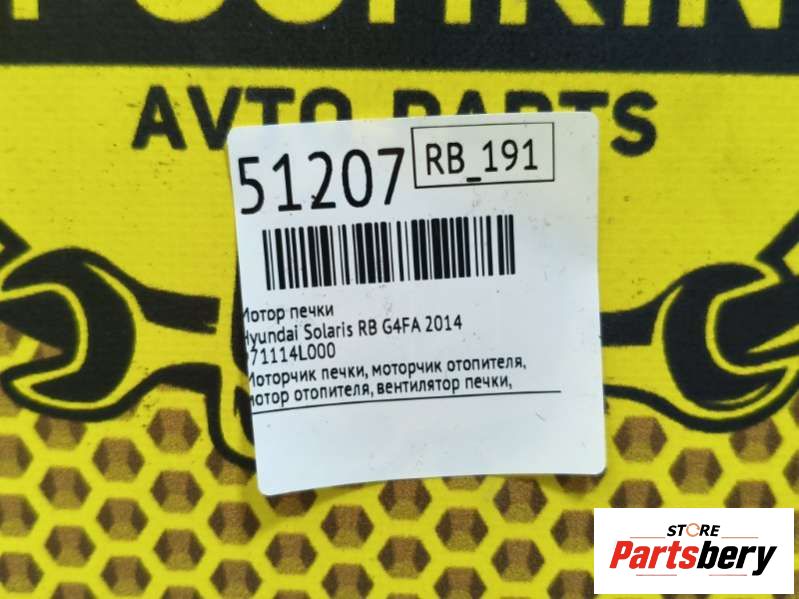 AVTO PARTS
51207
RB_191
Мотор печки
Hyundai Solaris RB G4FA 2014
971114L000
Моторчик печки, моторчик отопителя,
мотор отопителя, вентилятор печки,
STORE
Partsbery